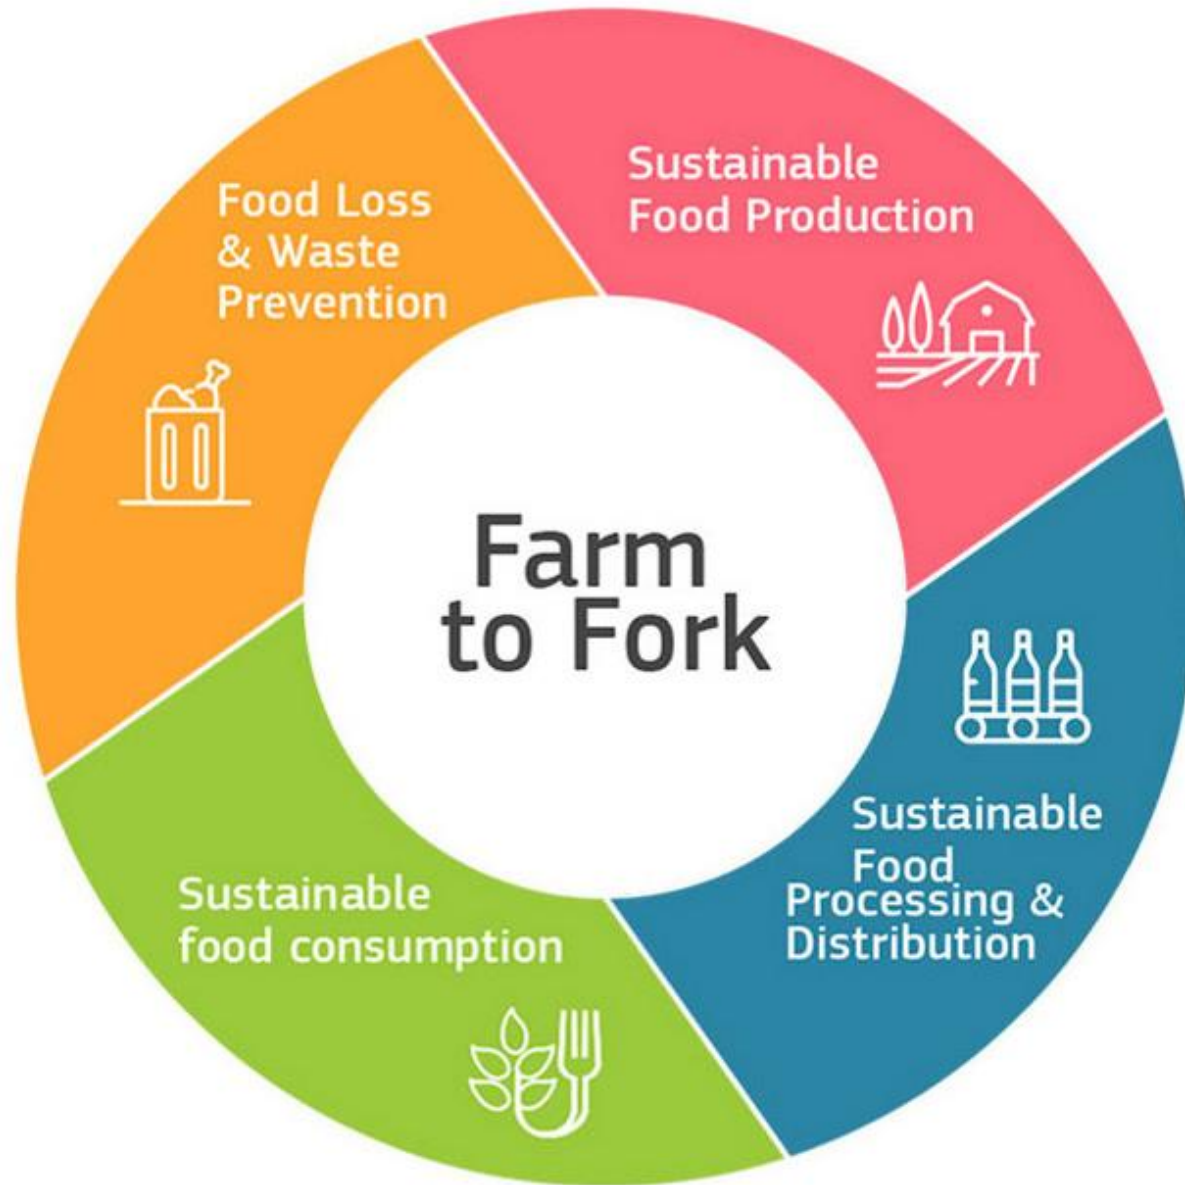 Farm
to Fork
Sustainable
Food Production
Sustainable
Food
Processing &
Distribution
Sustainable
food consumption
Food Loss
& Waste
Prevention